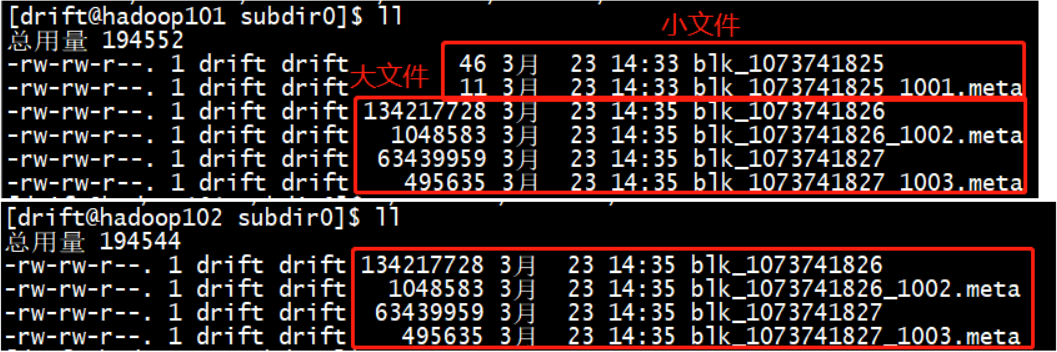 [drift@hadoop101 subdir0]$ ll
小文件
总用量 194552
-rw-rw-r--. 1 drift drift 46 3月 23 14:33 blk_1073741825
大文件
-rw-rw-r--. 1 drift drift 11 3月 23 14:33 blk_1073741825_1001.meta
-rw-rw-r--. 1 drift drift 134217728 3月 23 14:35 blk_1073741826
-rw-rw-r--. 1 drift drift 1048583 3月 23 14:35 blk_1073741826_1002.meta
-rw-rw-r--. 1 drift drift 63439959 3月 23 14:35 blk_1073741827
-rw-rw-r--. 1 drift drift 495635 3月 23 14:35 blk_1073741827_1003.meta
[drift@hadoop102 subdir0]$ ll
总用量 194544
-rw-rw-r--. 1 drift drift 134217728 3月 23 14:35 blk_1073741826
-rw-rw-r--. 1 drift drift 1048583 3月 23 14:35 blk_1073741826_1002.meta
-rw-rw-r--. 1 drift drift 63439959 3月 23 14:35 blk_1073741827
-rw-rw-r--. 1 drift drift 495635 3月 23 14:35 blk_1073741827_1003.meta